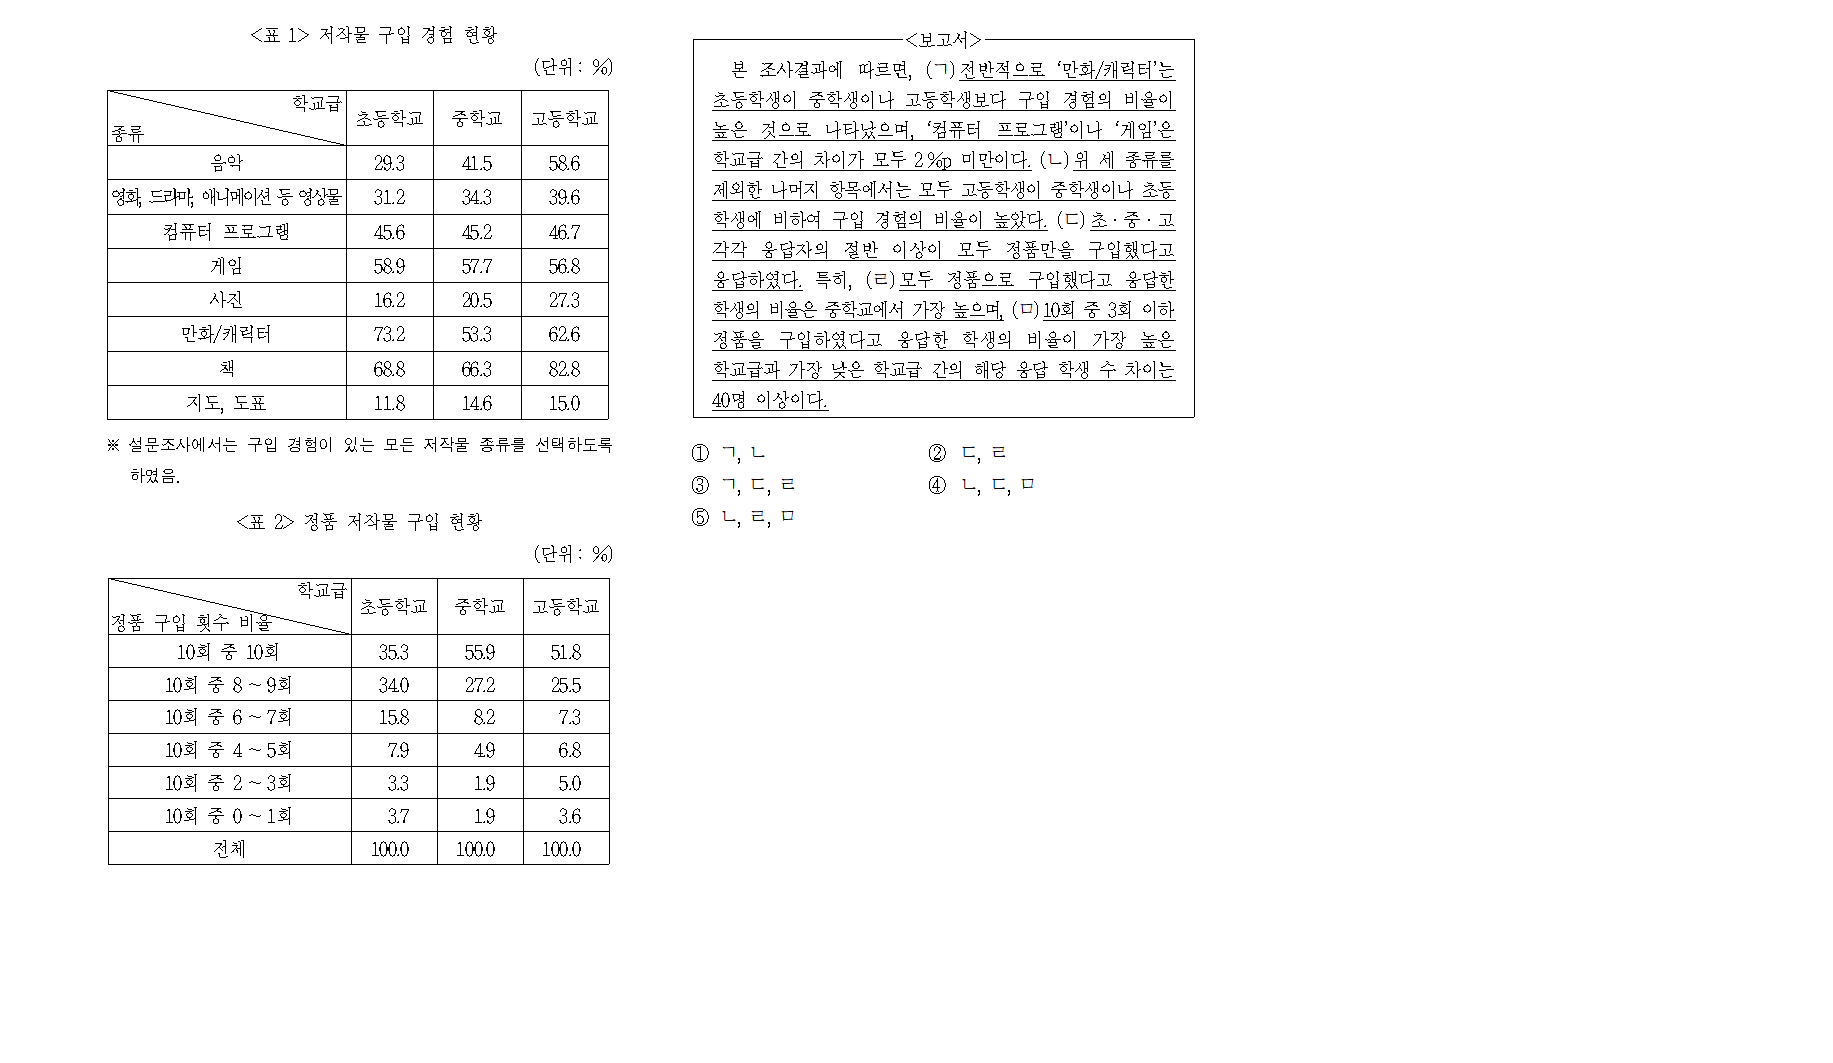 <표 1> 저작물 구입 경험 현황
(단위: %)
학교급
종류
초등학교 중학교 고등학교
음악 29.3 41.5 58.6
영화, 드라마, 애니메이션 등 영상물 31.2 34.3 39.6
컴퓨터 프로그램 45.6 45.2 46.7
게임 58.9 57.7 56.8
사진 16.2 20.5 27.3
만화/캐릭터 73.2 53.3 62.6
책 68.8 66.3 82.8
지도, 도표 11.8 14.6 15.0
※ 설문조사에서는 구입 경험이 있는 모든 저작물 종류를 선택하도록
하였음.
<표 2> 정품 저작물 구입 현황
(단위: %)
학교급
정품 구입 횟수 비율
초등학교 중학교 고등학교
10회 중 10회 35.3 55.9 51.8
10회 중 8 ~ 9회 34.0 27.2 25.5
10회 중 6 ~ 7회 15.8 8.2 7.3
10회 중 4 ~ 5회 7.9 4.9 6.8
10회 중 2 ~ 3회 3.3 1.9 5.0
10회 중 0 ~ 1회 3.7 1.9 3.6
전체 100.0 100.0 100.0
<보고서>
본 조사결과에 따르면, (ㄱ)전반적으로 ‘만화/캐릭터’는
초등학생이 중학생이나 고등학생보다 구입 경험의 비율이
높은 것으로 나타났으며, ‘컴퓨터 프로그램’이나 ‘게임’은
학교급 간의 차이가 모두 2%p 미만이다. (ㄴ)위 세 종류를
제외한 나머지 항목에서는 모두 고등학생이 중학생이나 초등
학생에 비하여 구입 경험의 비율이 높았다. (ㄷ)초·중·고
각각 응답자의 절반 이상이 모두 정품만을 구입했다고
응답하였다. 특히, (ㄹ)모두 정품으로 구입했다고 응답한
학생의 비율은 중학교에서 가장 높으며, (ㅁ)10회 중 3회 이하
정품을 구입하였다고 응답한 학생의 비율이 가장 높은
학교급과 가장 낮은 학교급 간의 해당 응답 학생 수 차이는
40명 이상이다.
① ㄱ, ㄴ ② ㄷ, ㄹ
③ ㄱ, ㄷ, ㄹ ④ ㄴ, ㄷ, ㅁ
⑤ ㄴ, ㄹ, ㅁ